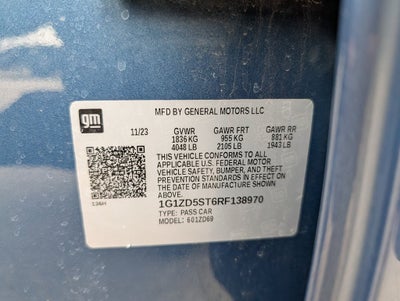 gm
MFD BY GENERAL MOTORS LLC
11/23 GVWR GAWR FRT GAWR RR
1836 KG 955 KG 881 KG
4048 LB 2105 LB 1943 LB
THIS VEHICLE CONFORMS TO ALL
APPLICABLE U.S. FEDERAL MOTOR
VEHICLE SAFETY, BUMPER, AND THEFT
PREVENTION STANDARDS IN EFFECT ON
THE DATE OF MANUFACTURE SHOWN
ABOVE.
1G1ZD5ST6RF138970
TYPE: PASS CAR
MODEL: 601ZD69